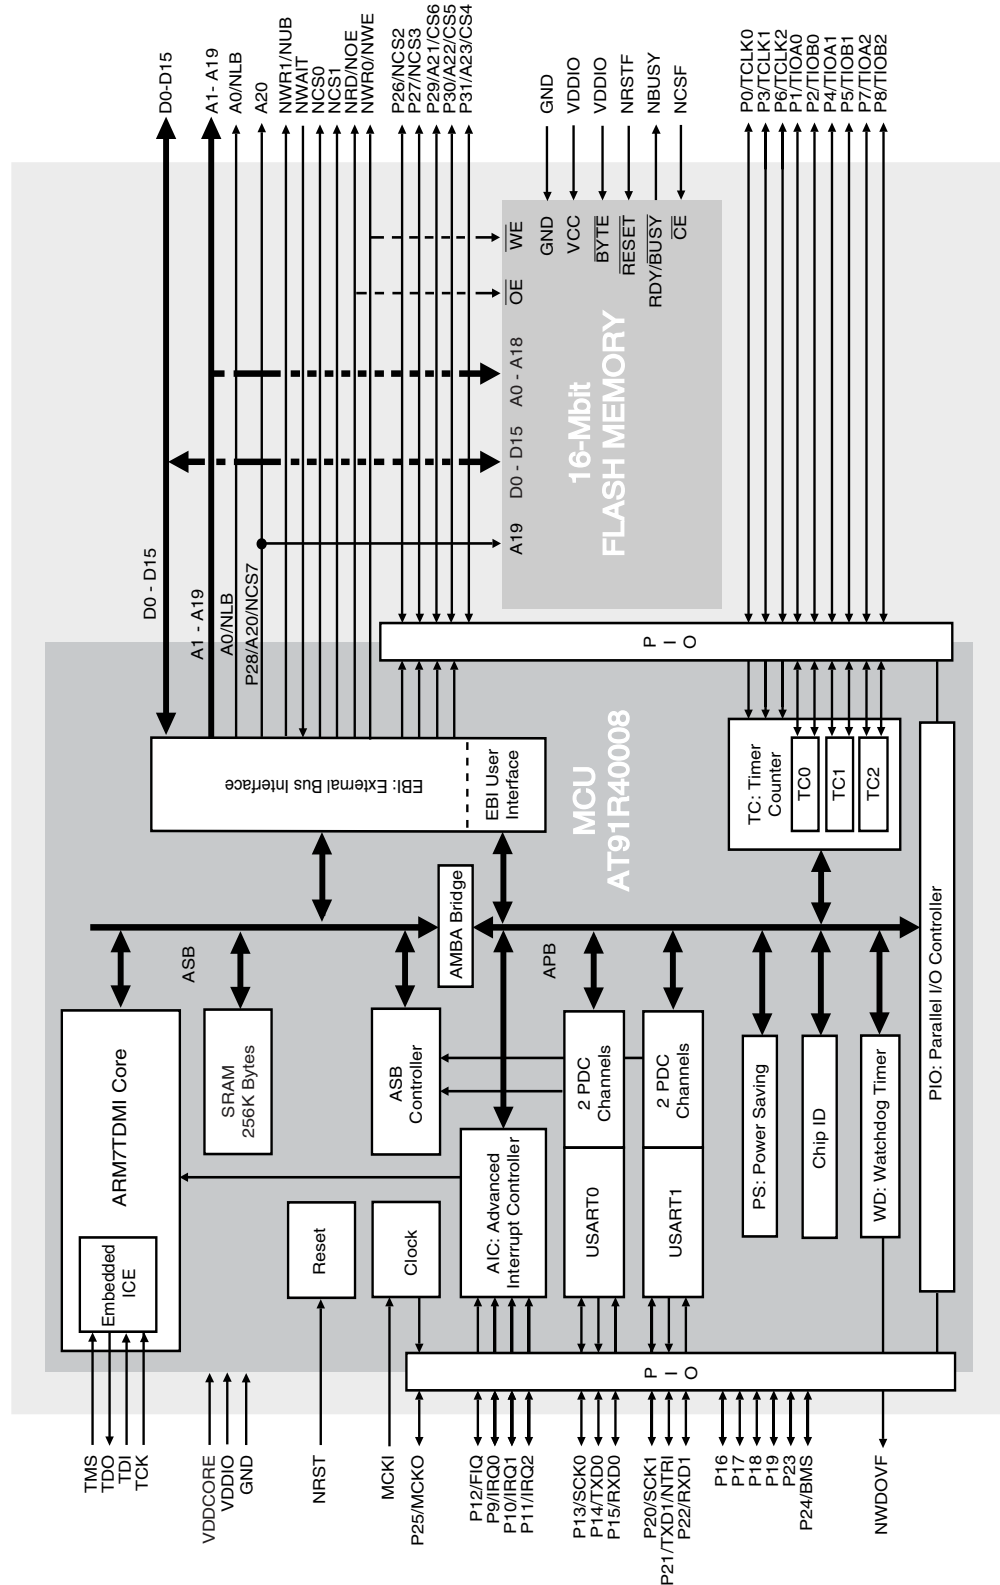 TMS
TDO
TDI
TCK
VDDCORE
VDDIO
GND
NRST
MCKI
P25/MCKO
P12/FIQ
P9/IRQ0
P10/IRQ1
P11/IRQ2
P13/SCK0
P14/TXD0
P15/RXD0
P20/SCK1
P21/TXD1/NTRI
P22/RXD1
P16
P17
P18
P19
P23
P24/BMS
NWDOVF
P
I
O
Embedded
ICE
ARM7TDMI Core
Reset
Clock
SRAM
256K Bytes
ASB
Controller
AIC: Advanced
Interrupt Controller
USART0
2 PDC
Channels
USART1
2 PDC
Channels
PS: Power Saving
Chip ID
WD: Watchdog Timer
PIO: Parallel I/O Controller
ASB
AMBA Bridge
APB
EBI: External Bus Interface
EBI User
Interface
MCU
AT91R40008
TC: Timer
Counter
TC0
TC1
TC2
P
I
O
D0 - D15
A1 - A19
A0/NLB
P28/A20/NCS7
A19
D0 - D15
A0 - A18
OE
WE
16-Mbit
FLASH MEMORY
GND
VCC
BYTE
RESET
RDY/BUSY
CE
D0-D15
A1- A19
A0/NLB
A20
NWR1/NUB
NWAIT
NCS0
NCS1
NRD/NOE
NWR0/NWE
P26/NCS2
P27/NCS3
P29/A21/CS6
P30/A22/CS5
P31/A23/CS4
GND
VDDIO
VDDIO
NRSTF
NBUSY
NCSF
P0/TCLK0
P3/TCLK1
P6/TCLK2
P1/TIOA0
P2/TIOB0
P4/TIOA1
P5/TIOB1
P7/TIOA2
P8/TIOB2